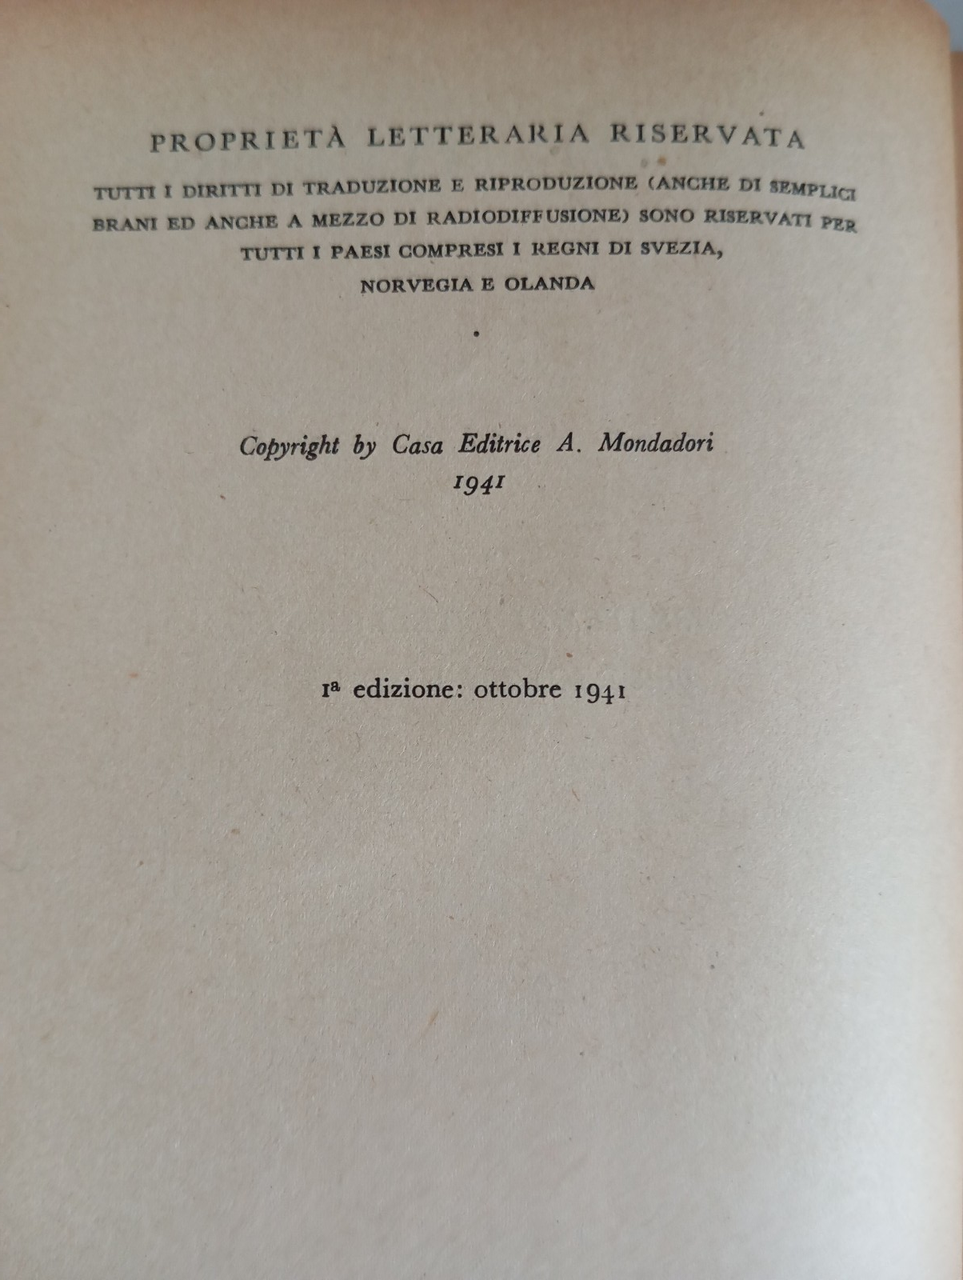 PROPRIETÀ LETTERARIA RISERVATA
TUTTI I DIRITTI DI TRADUZIONE E RIPRODUZIONE (ANCHE DI SEMPLICI
BRANI ED ANCHE A MEZZO DI RADIODIFFUSIONE) SONO RISERVATI PER
TUTTI I PAESI COMPRESI I REGNI DI SVEZIA,
NORVEGIA E OLANDA
Copyright by Casa Editrice A. Mondadori
1941
1ª edizione: ottobre 1941